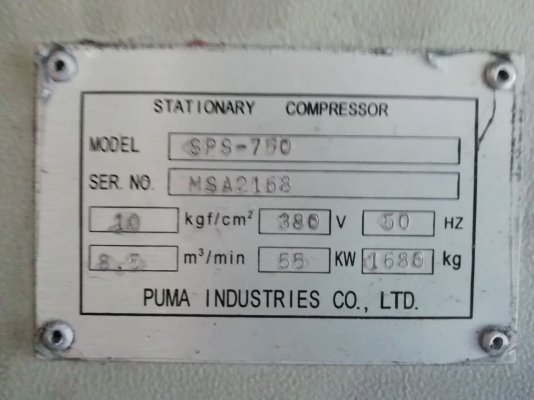 STATIONARY COMPRESSOR
MODEL SPS-750
SER. NO. MSA2168
10 kgf/cm² 380 V 50 HZ
8.5 m³/min 55 KW 1680 kg
PUMA INDUSTRIES CO., LTD.